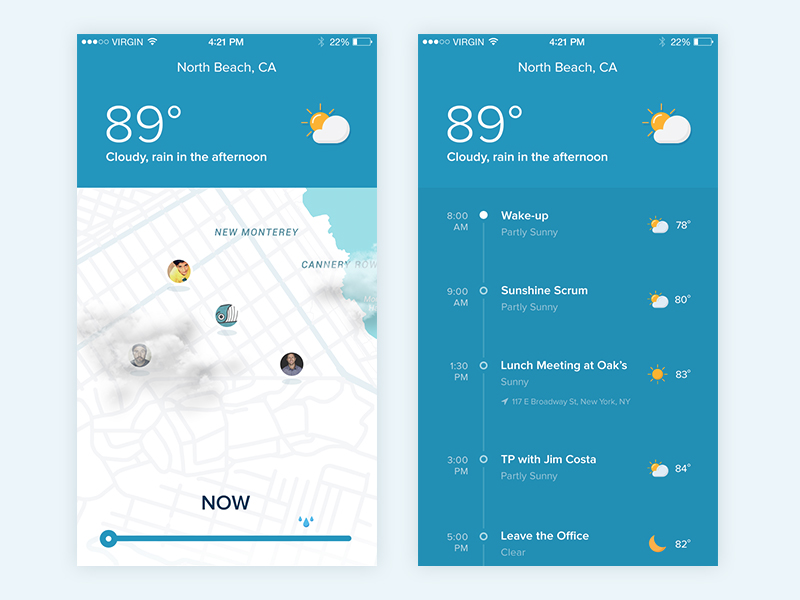 VIRGIN
4:21 PM
22%
North Beach, CA
89°
Cloudy, rain in the afternoon
NEW MONTEREY
CANNERY ROW
NOW
VIRGIN
4:21 PM
22%
North Beach, CA
89°
Cloudy, rain in the afternoon
8:00 AM
Wake-up
Partly Sunny
78°
9:00 AM
Sunshine Scrum
Partly Sunny
80°
1:30 PM
Lunch Meeting at Oak's
Sunny
117 E Broadway St, New York, NY
83°
3:00 PM
TP with Jim Costa
Partly Sunny
84°
5:00 PM
Leave the Office
Clear
82°